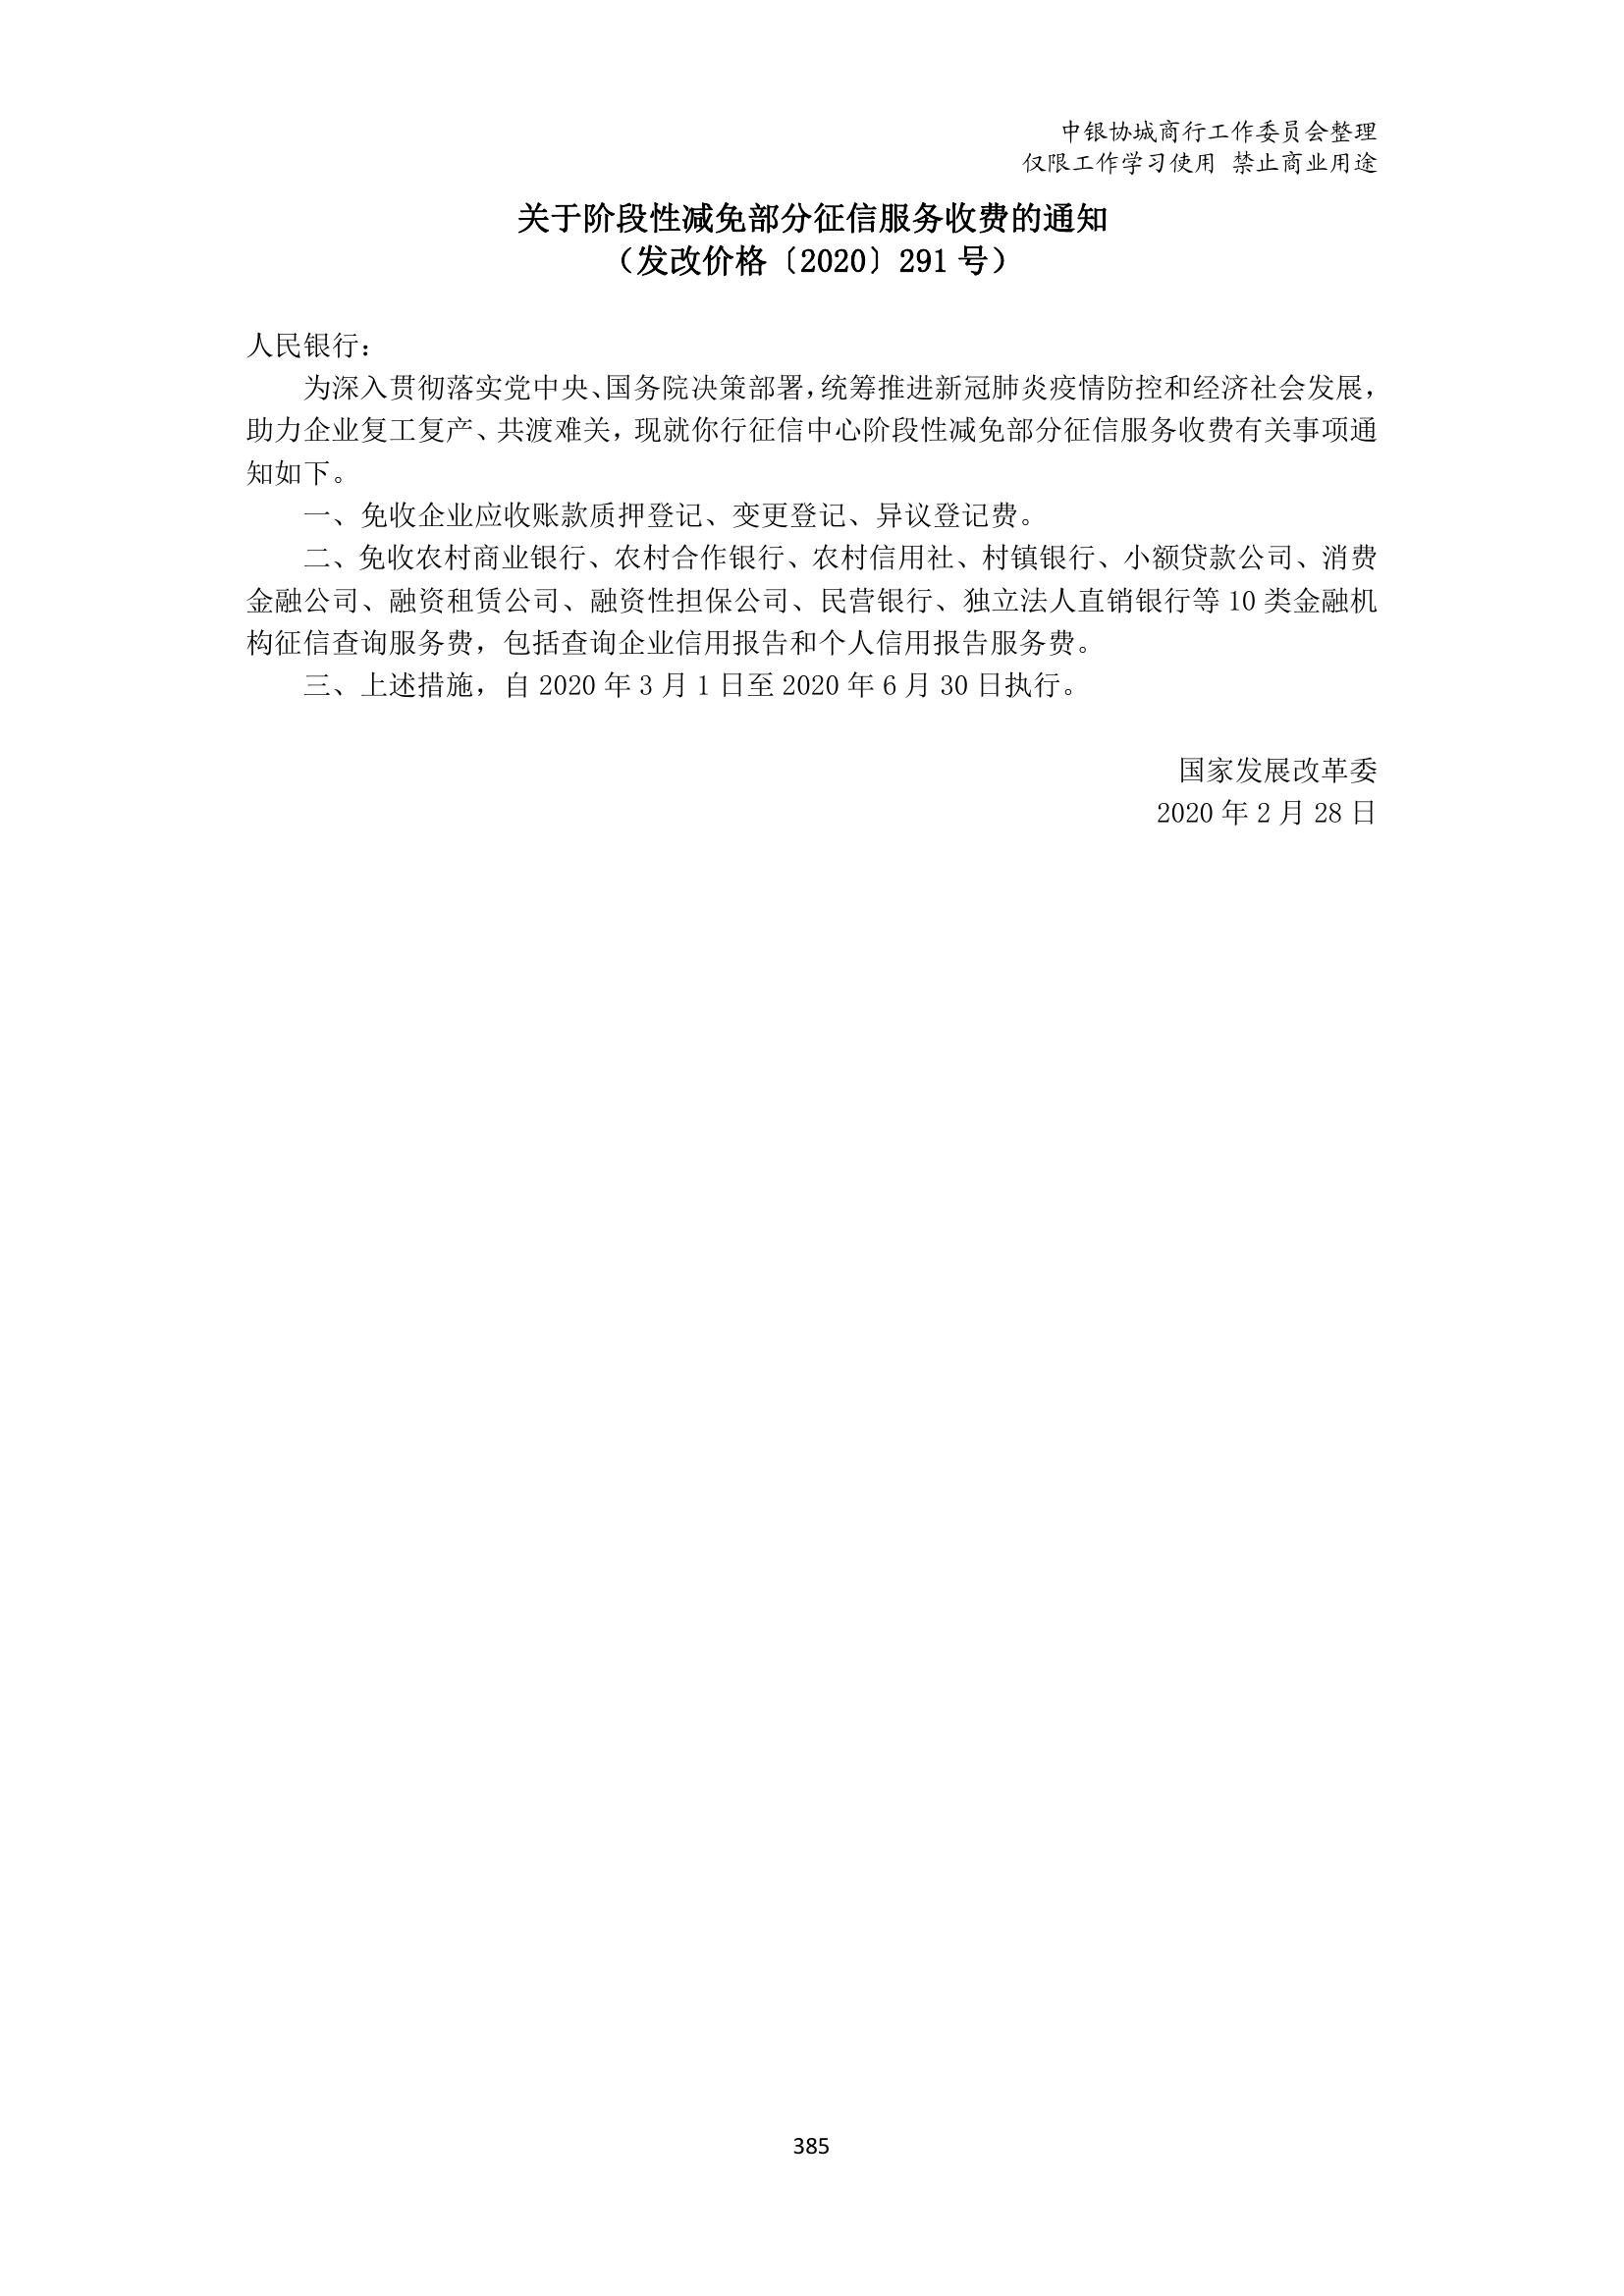 中银协城商行工作委员会整理
仅限工作学习使用 禁止商业用途
关于阶段性减免部分征信服务收费的通知
（发改价格〔2020〕291 号）
人民银行：
为深入贯彻落实党中央、国务院决策部署，统筹推进新冠肺炎疫情防控和经济社会发展，
助力企业复工复产、共渡难关，现就你行征信中心阶段性减免部分征信服务收费有关事项通
知如下。
一、免收企业应收账款质押登记、变更登记、异议登记费。
二、免收农村商业银行、农村合作银行、农村信用社、村镇银行、小额贷款公司、消费
金融公司、融资租赁公司、融资性担保公司、民营银行、独立法人直销银行等 10 类金融机
构征信查询服务费，包括查询企业信用报告和个人信用报告服务费。
三、上述措施，自 2020 年 3 月 1 日至 2020 年 6 月 30 日执行。
国家发展改革委
2020 年 2 月 28 日
385